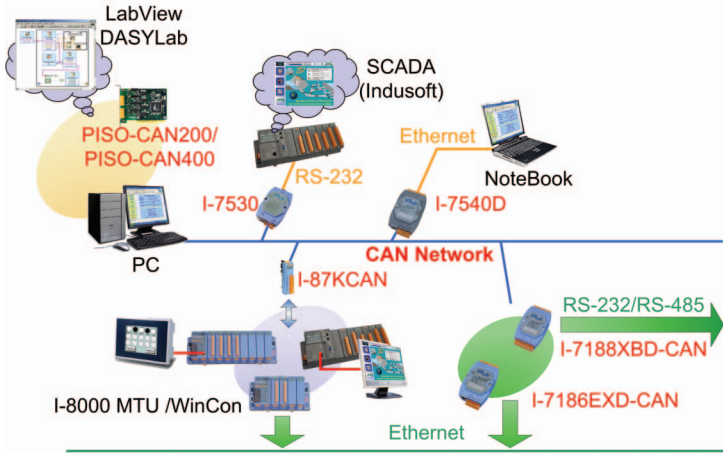 LabView
DASYLab
SCADA
(Indusoft)
PISO-CAN200/
PISO-CAN400
Ethernet
RS-232
NoteBook
I-7530
I-7540D
PC
CAN Network
I-87KCAN
RS-232/RS-485
I-7188XBD-CAN
I-7186EXD-CAN
I-8000 MTU /WinCon
Ethernet